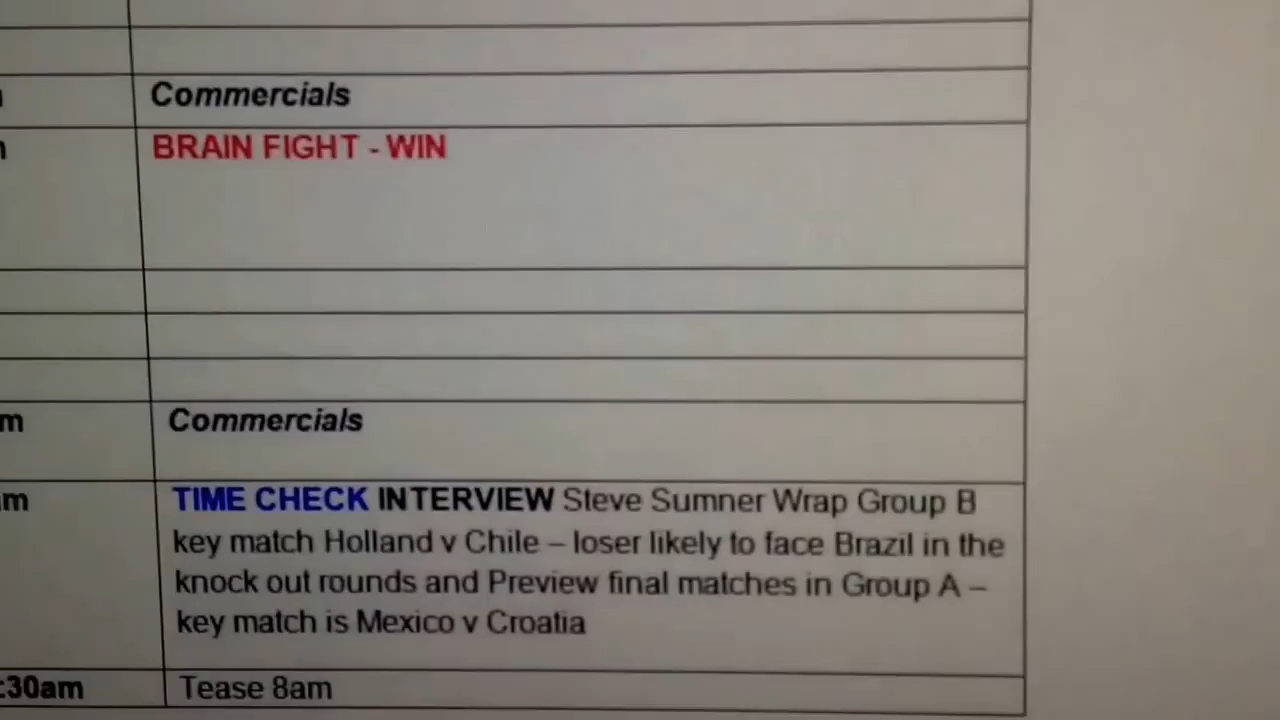 Commercials
BRAIN FIGHT - WIN
m
Commercials
am
TIME CHECK INTERVIEW Steve Sumner Wrap Group B
key match Holland v Chile – loser likely to face Brazil in the
knock out rounds and Preview final matches in Group A –
key match is Mexico v Croatia
:30am
Tease 8am